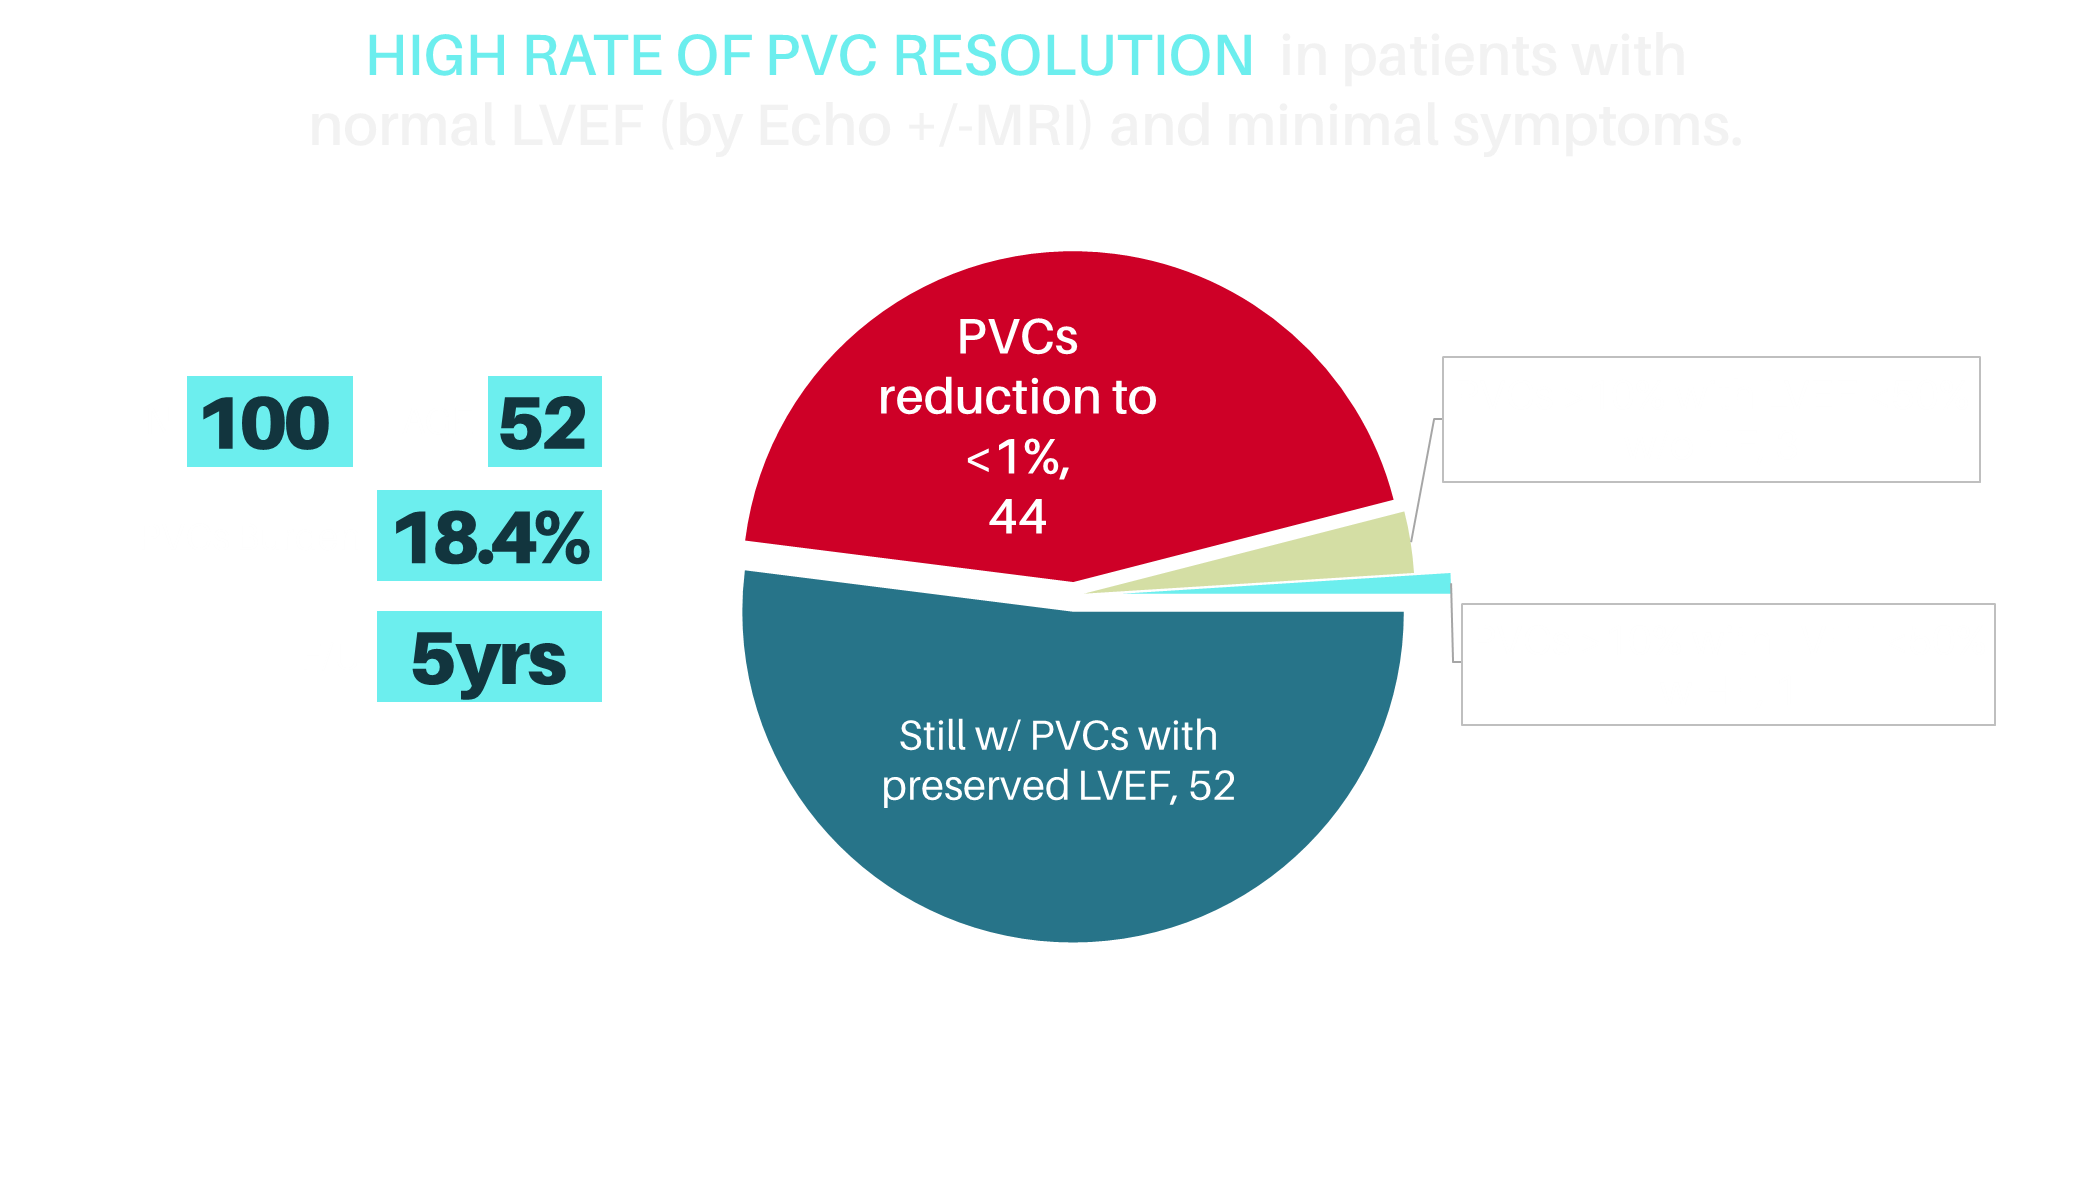 HIGH RATE OF PVC RESOLUTION in patients with
normal LVEF (by Echo +/-MRI) and minimal symptoms.
100
52
18.4%
5yrs
PVCs
reduction to
<1%,
44
Still w/ PVCs with
preserved LVEF, 52